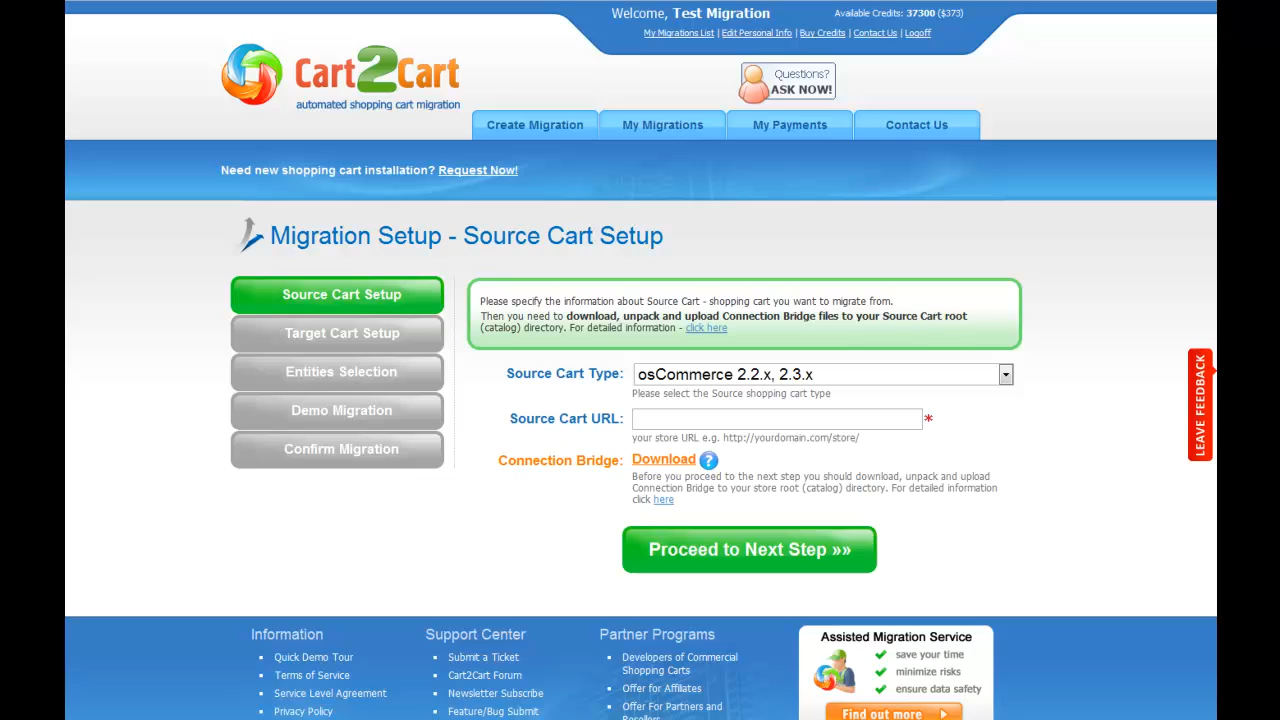 Welcome, Test Migration
Available Credits: 37300 ($373)
My Migrations List | Edit Personal Info | Buy Credits | Contact Us | Logoff
Cart2Cart
automated shopping cart migration
Questions?
ASK NOW!
Create Migration
My Migrations
My Payments
Contact Us
Need new shopping cart installation? Request Now!
Migration Setup - Source Cart Setup
Source Cart Setup
Target Cart Setup
Entities Selection
Demo Migration
Confirm Migration
Please specify the information about Source Cart - shopping cart you want to migrate from.
Then you need to download, unpack and upload Connection Bridge files to your Source Cart root
(catalog) directory. For detailed information - click here
Source Cart Type: osCommerce 2.2.x, 2.3.x
Please select the Source shopping cart type
Source Cart URL: *
your store URL e.g. http://yourdomain.com/store/
Connection Bridge: Download ?
Before you proceed to the next step you should download, unpack and upload
Connection Bridge to your store root (catalog) directory. For detailed information
click here
Proceed to Next Step »»
LEAVE FEEDBACK
Information
Quick Demo Tour
Terms of Service
Service Level Agreement
Privacy Policy
Support Center
Submit a Ticket
Cart2Cart Forum
Newsletter Subscribe
Feature/Bug Submit
Partner Programs
Developers of Commercial
Shopping Carts
Offer for Affiliates
Offer For Partners and
Resellers
Assisted Migration Service
save your time
minimize risks
ensure data safety
Find out more